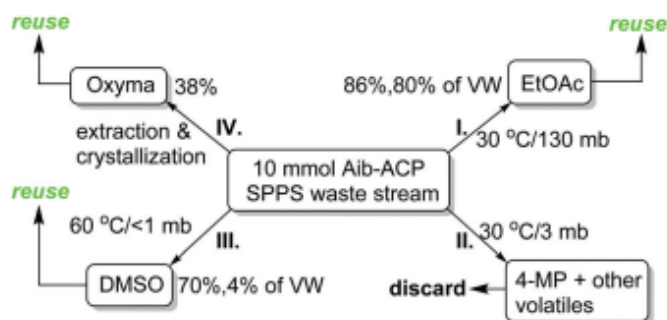 reuse
reuse
Oxyma 38%
86%,80% of VW
EtOAc
extraction &
crystallization
IV.
I.
30 °C/130 mb
10 mmol Aib-ACP
SPPS waste stream
reuse
60 °C/<1 mb
III.
II.
30 °C/3 mb
DMSO 70%,4% of VW
discard
4-MP + other
volatiles